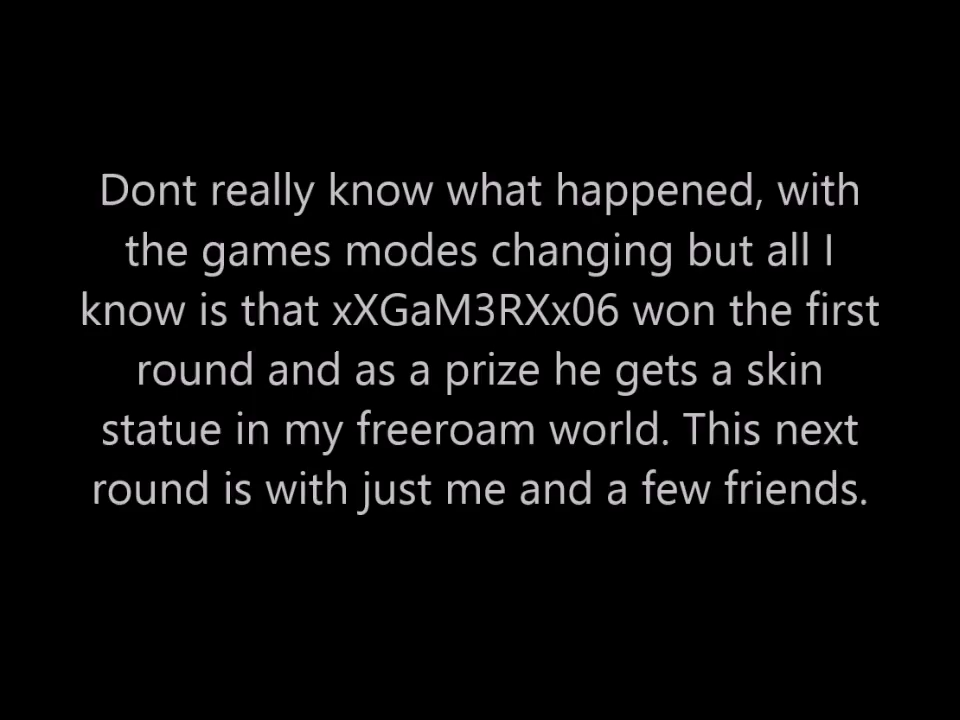 Dont really know what happened, with
the games modes changing but all I
know is that xXGaM3RXx06 won the first
round and as a prize he gets a skin
statue in my freeroam world. This next
round is with just me and a few friends.